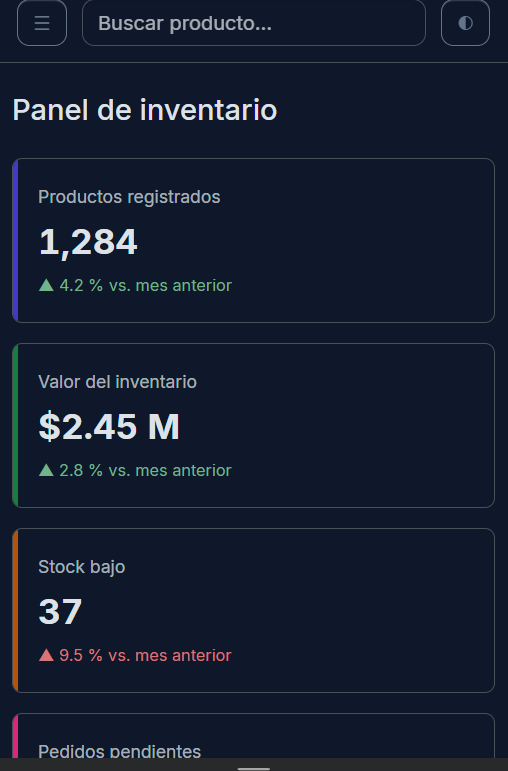 Buscar producto...
Panel de inventario
Productos registrados
1,284
▲ 4.2 % vs. mes anterior
Valor del inventario
$2.45 M
▲ 2.8 % vs. mes anterior
Stock bajo
37
▲ 9.5 % vs. mes anterior
Pedidos pendientes